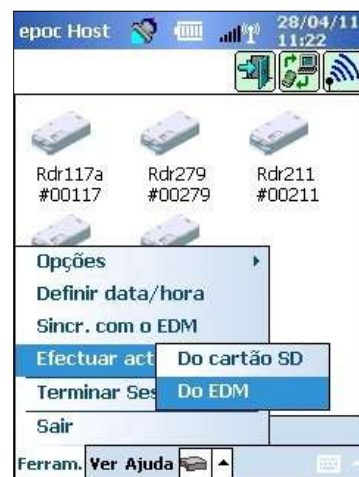 epoc Host 28/04/11
11:22
Rdr117a Rdr279 Rdr211
#00117 #00279 #00211
Opções
Definir data/hora
Sincr. com o EDM
Efectuar act Do cartão SD
Terminar Ses Do EDM
Sair
Ferram. Ver Ajuda